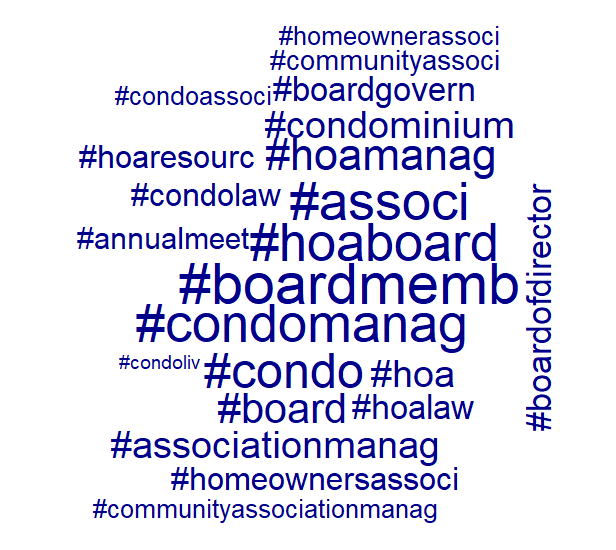 #homeownerassoci
#communityassoci
#condoassoci
#boardgovern
#condominium
#hoaresourc
#hoamanag
#condolaw
#associ
#annualmeet
#hoaboard
#boardmemb
#condomanag
#condoliv
#condo
#hoa
#board
#hoalaw
#associationmanag
#homeownersassoci
#communityassociationmanag
#boardofdirector